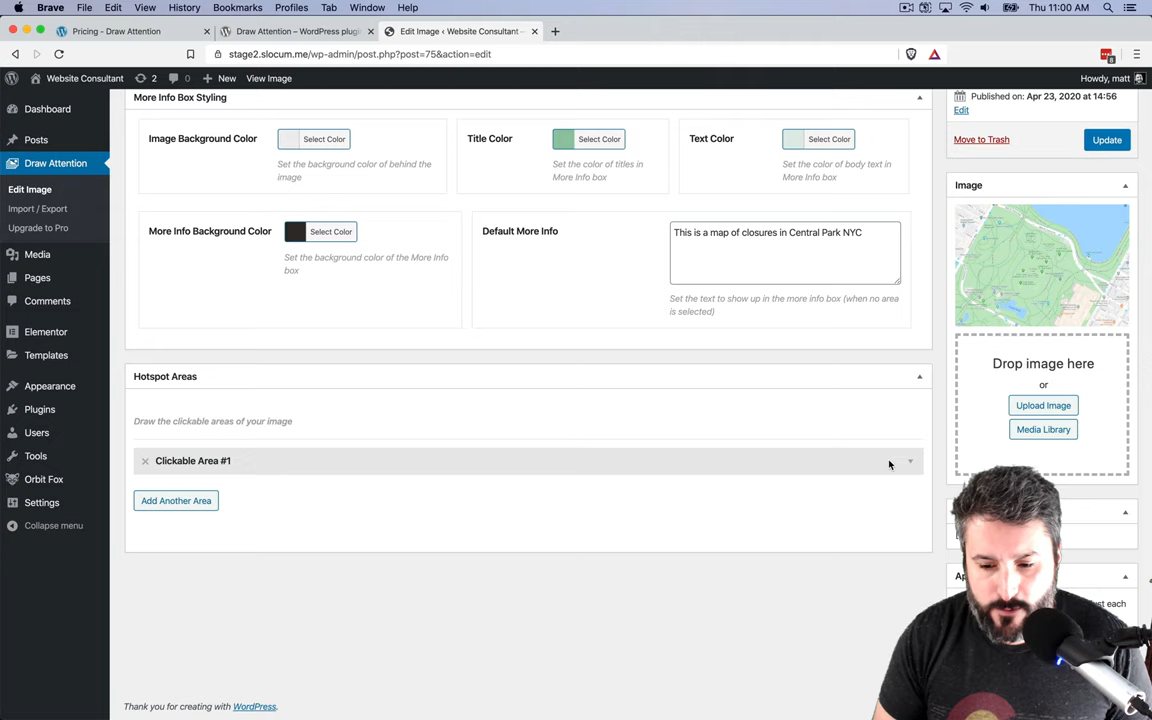 Brave File Edit View History Bookmarks Profiles Tab Window Help
Thu 11:00 AM
Pricing - Draw Attention
Draw Attention – WordPress plugi
Edit Image ‹ Website Consultant –
stage2.slocum.me/wp-admin/post.php?post=75&action=edit
8
Website Consultant 2 0 New View Image
Howdy, matt
Dashboard
Posts
Draw Attention
Edit Image
Import / Export
Upgrade to Pro
Media
Pages
Comments
Elementor
Templates
Appearance
Plugins
Users
Tools
Orbit Fox
Settings
Collapse menu
More Info Box Styling
Image Background Color
Select Color
Set the background color of behind the
image
Title Color
Select Color
Set the color of titles in
More Info box
Text Color
Select Color
Set the color of body text in
More Info box
More Info Background Color
Select Color
Set the background color of the More Info
box
Default More Info
This is a map of closures in Central Park NYC
Set the text to show up in the more info box (when no area
is selected)
Hotspot Areas
Draw the clickable areas of your image
Clickable Area #1
Add Another Area
Thank you for creating with WordPress.
Published on: Apr 23, 2020 at 14:56
Edit
Move to Trash
Update
Image
Drop image here
or
Upload Image
Media Library
each